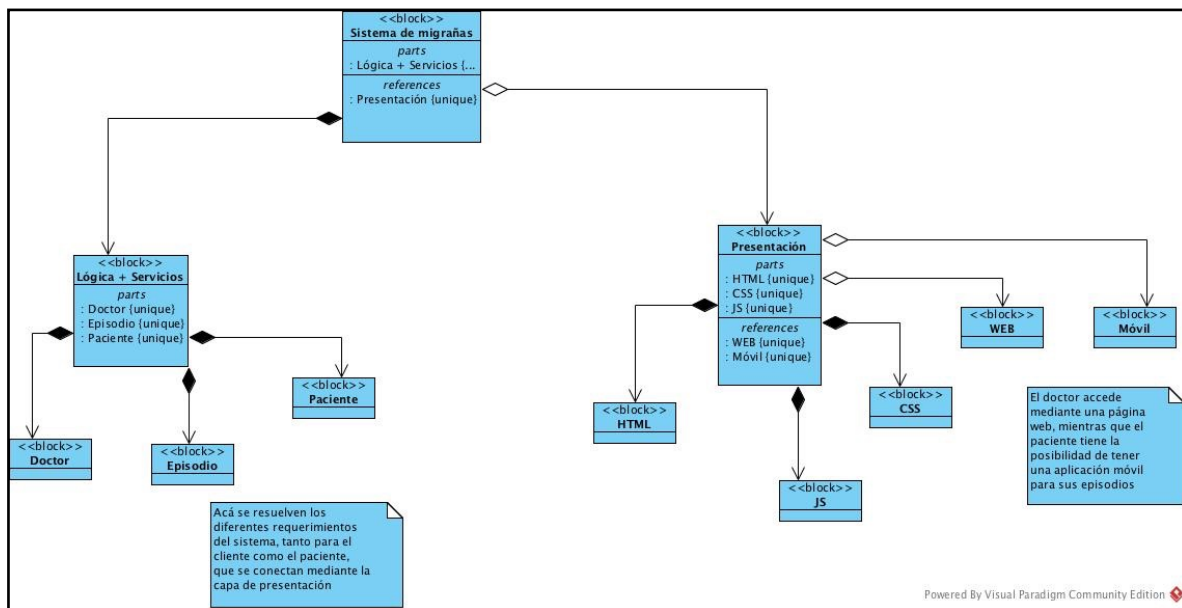 <<block>>
Sistema de migrañas
parts
: Lógica + Servicios {...
references
: Presentación {unique}
<<block>>
Lógica + Servicios
parts
: Doctor {unique}
: Episodio {unique}
: Paciente {unique}
<<block>>
Presentación
parts
: HTML {unique}
: CSS {unique}
: JS {unique}
references
: WEB {unique}
: Móvil {unique}
<<block>>
WEB
<<block>>
Móvil
<<block>>
Paciente
<<block>>
Doctor
<<block>>
Episodio
<<block>>
HTML
<<block>>
CSS
<<block>>
JS
El doctor accede
mediante una página
web, mientras que el
paciente tiene la
posibilidad de tener
una aplicación móvil
para sus episodios
Acá se resuelven los
diferentes requerimientos
del sistema, tanto para el
cliente como el paciente,
que se conectan mediante la
capa de presentación
Powered By Visual Paradigm Community Edition